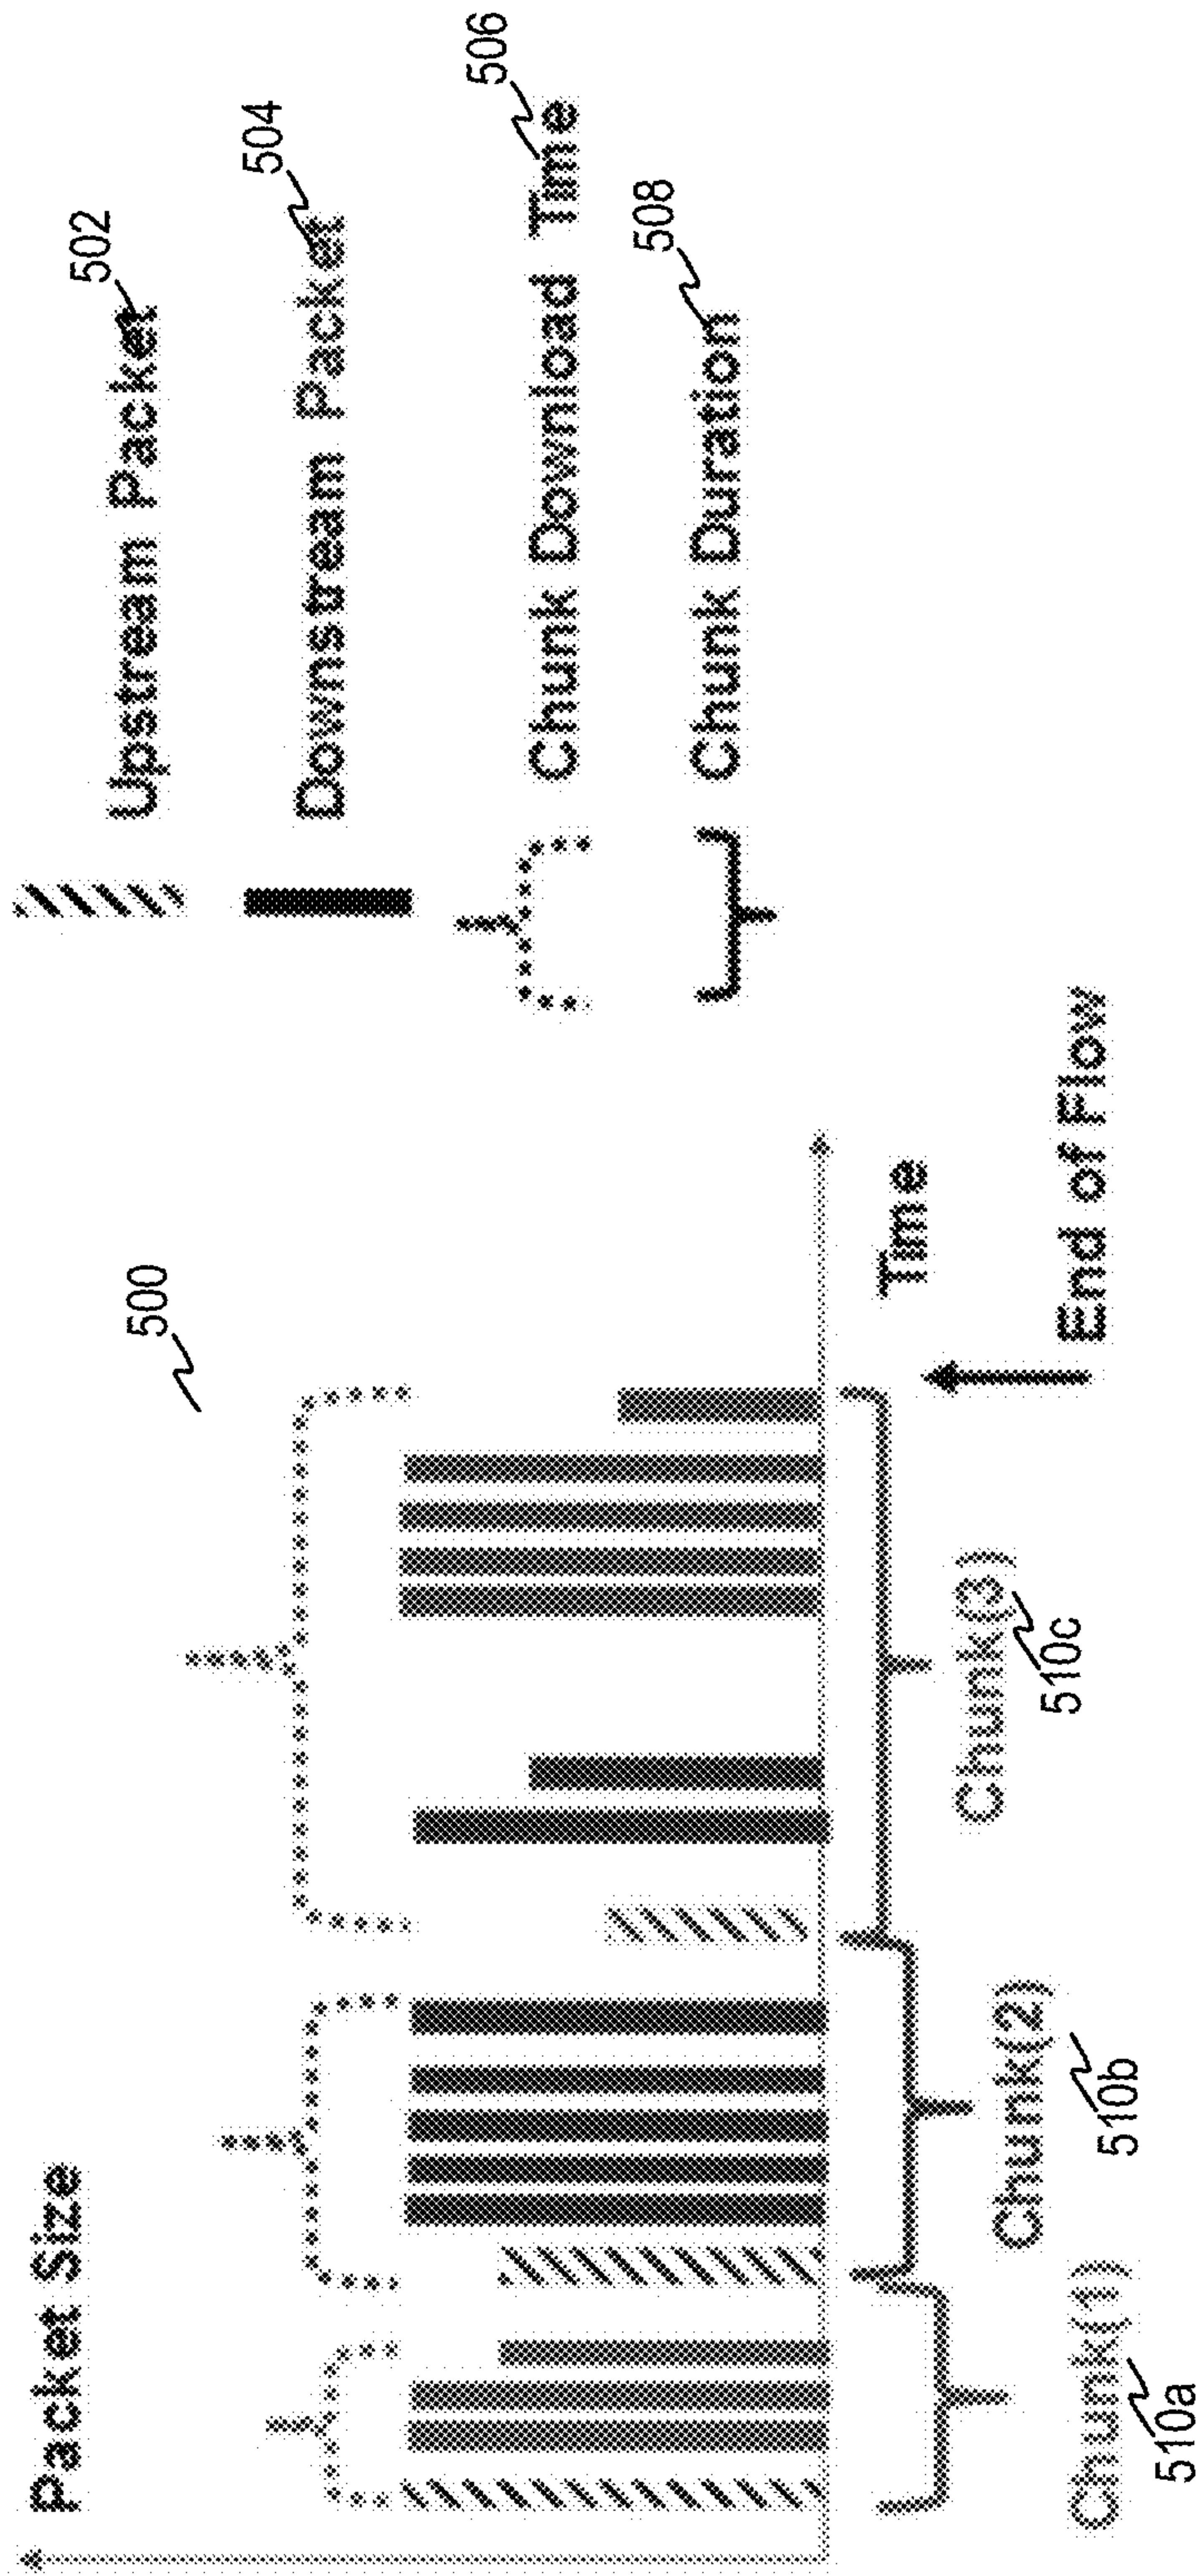 Packet Size
500
Time
End of Flow
Chunk(1)
510a
Chunk(2)
510b
Chunk(3)
510c
Upstream Packet
502
Downstream Packet
504
Chunk Download Time
506
Chunk Duration
508